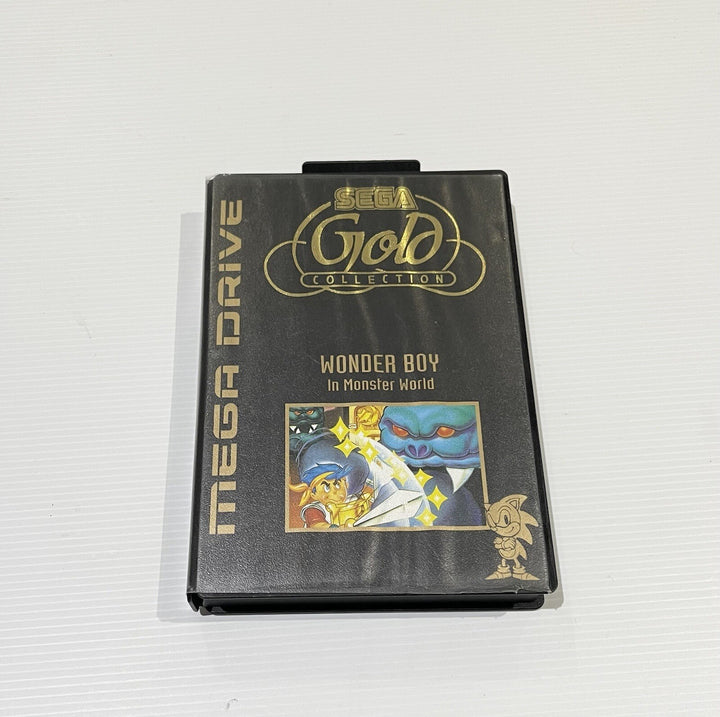 MEGA DRIVE
SEGA
Gold
COLLECTION
WONDER BOY
In Monster World